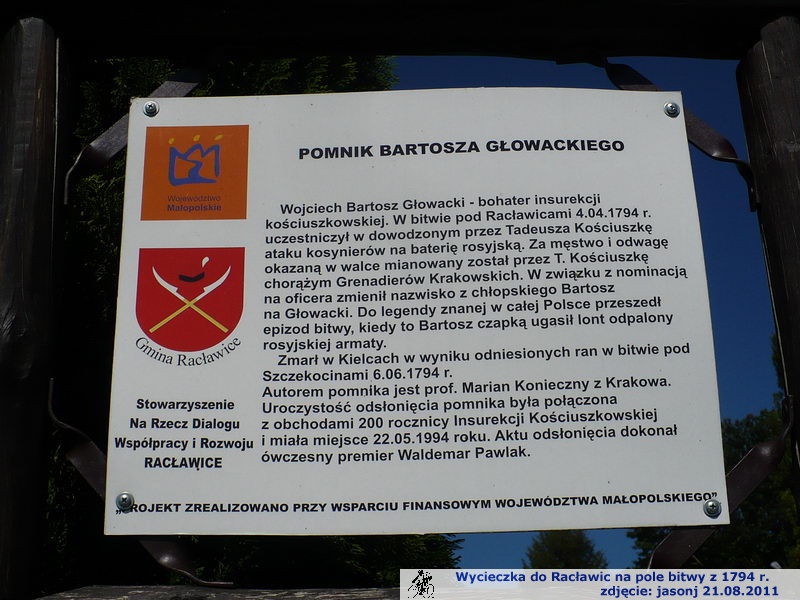 POMNIK BARTOSZA GŁOWACKIEGO
Województwo
Małopolskie
Gmina Racławice
Stowarzyszenie
Na Rzecz Dialogu
Współpracy i Rozwoju
RACŁAWICE
Wojciech Bartosz Głowacki - bohater insurekcji
kościuszkowskiej. W bitwie pod Racławicami 4.04.1794 r.
uczestniczył w dowodzonym przez Tadeusza Kościuszkę
ataku kosynierów na baterię rosyjską. Za męstwo i odwagę
okazaną w walce mianowany został przez T. Kościuszkę
chorążym Grenadierów Krakowskich. W związku z nominacją
na oficera zmienił nazwisko z chłopskiego Bartosz
na Głowacki. Do legendy znanej w całej Polsce przeszedł
epizod bitwy, kiedy to Bartosz czapką ugasił lont odpalony
rosyjskiej armaty.
Zmarł w Kielcach w wyniku odniesionych ran w bitwie pod
Szczekocinami 6.06.1794 r.
Autorem pomnika jest prof. Marian Konieczny z Krakowa.
Uroczystość odsłonięcia pomnika była połączona
z obchodami 200 rocznicy Insurekcji Kościuszkowskiej
i miała miejsce 22.05.1994 roku. Aktu odsłonięcia dokonał
ówczesny premier Waldemar Pawlak.
„PROJEKT ZREALIZOWANO PRZY WSPARCIU FINANSOWYM WOJEWÓDZTWA MAŁOPOLSKIEGO”
Wycieczka do Racławic na pole bitwy z 1794 r.
zdjęcie: jasonj 21.08.2011